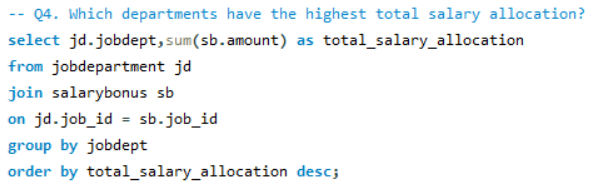 -- Q4. Which departments have the highest total salary allocation?
select jd.jobdept,sum(sb.amount) as total_salary_allocation
from jobdepartment jd
join salarybonus sb
on jd.job_id = sb.job_id
group by jobdept
order by total_salary_allocation desc;